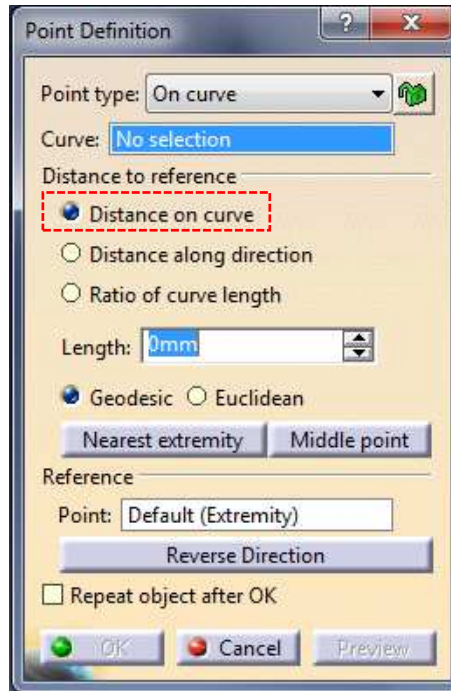 Point Definition ? X
Point type: On curve
Curve: No selection
Distance to reference
Distance on curve
Distance along direction
Ratio of curve length
Length: 0mm
Geodesic Euclidean
Nearest extremity Middle point
Reference
Point: Default (Extremity)
Reverse Direction
Repeat object after OK
OK Cancel Preview